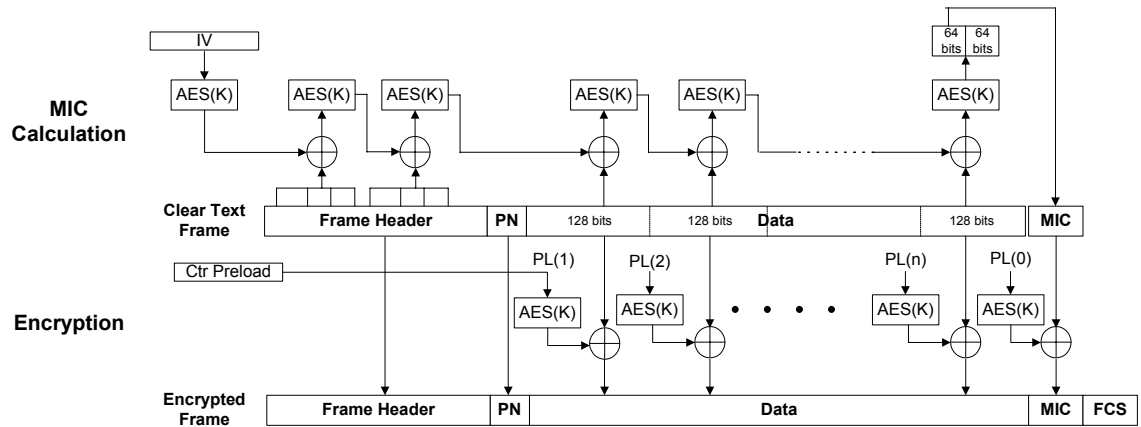 IV
64 bits
64 bits
AES(K)
AES(K)
AES(K)
AES(K)
AES(K)
AES(K)
MIC
Calculation
Clear Text
Frame
Frame Header
PN
128 bits
128 bits
Data
128 bits
MIC
Ctr Preload
PL(1)
PL(2)
PL(n)
PL(0)
AES(K)
AES(K)
AES(K)
AES(K)
Encryption
Encrypted
Frame
Frame Header
PN
Data
MIC
FCS